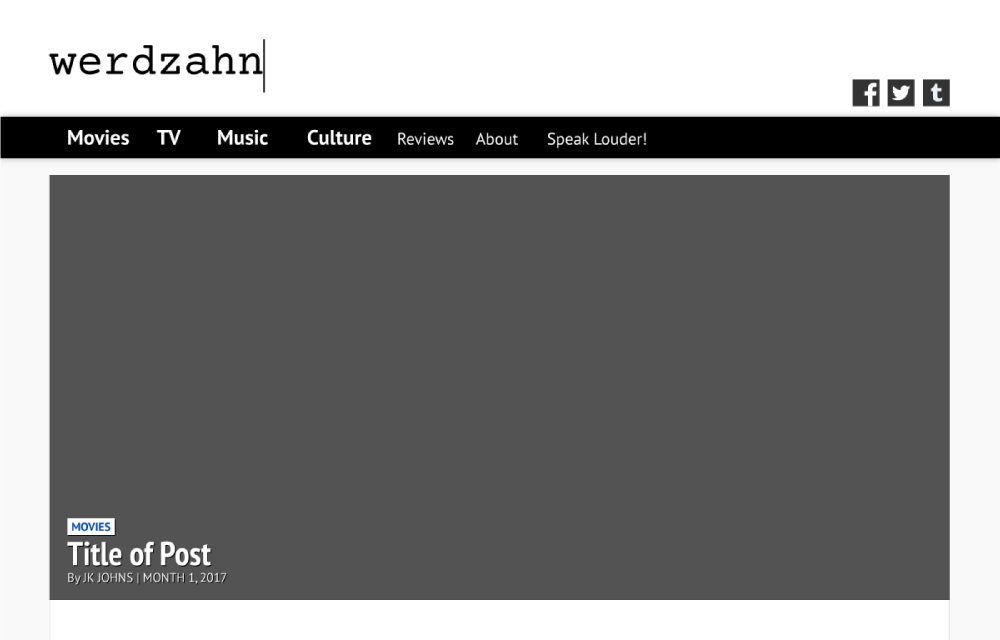 werdzahn
Movies TV Music Culture Reviews About Speak Louder!
MOVIES
Title of Post
By JK JOHNS | MONTH 1, 2017